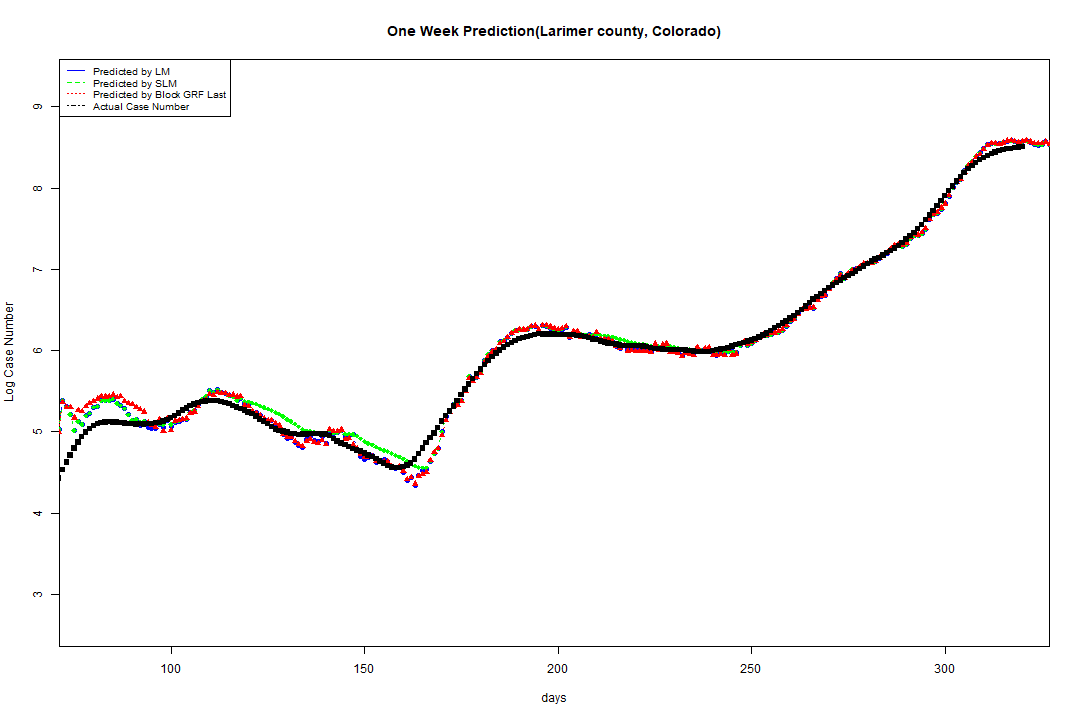 One Week Prediction(Larimer county, Colorado)
Predicted by LM
Predicted by SLM
Predicted by Block GRF Last
Actual Case Number
Log Case Number
9
8
7
6
5
4
3
100 150 200 250 300
days